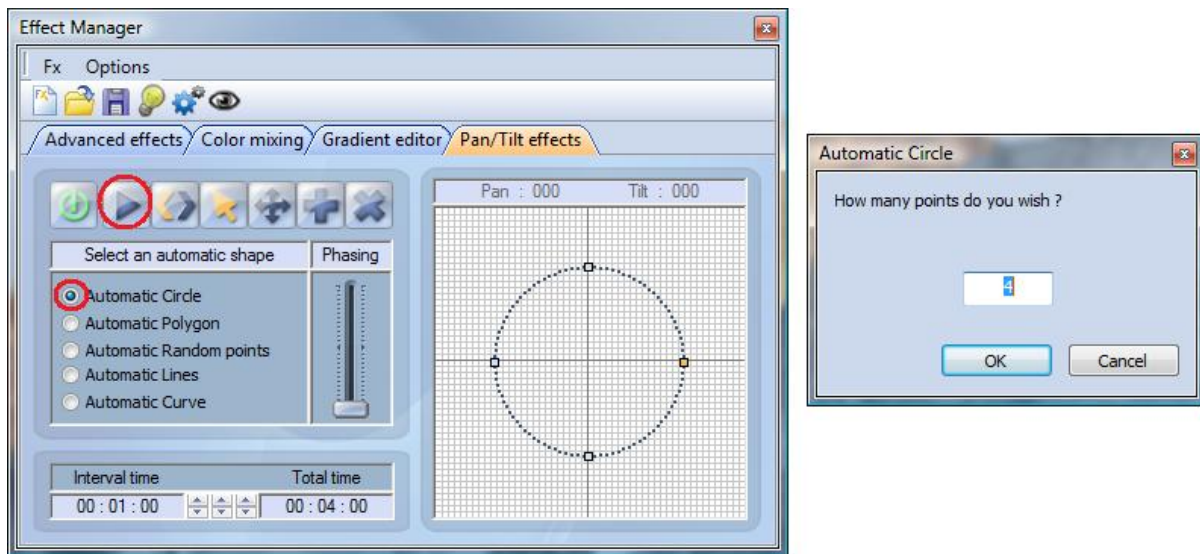 Effect Manager
Fx Options
Advanced effects Color mixing Gradient editor Pan/Tilt effects
Select an automatic shape Phasing
Automatic Circle
Automatic Polygon
Automatic Random points
Automatic Lines
Automatic Curve
Interval time Total time
00 : 01 : 00 00 : 04 : 00
Pan : 000 Tilt : 000
Automatic Circle
How many points do you wish ?
4
OK Cancel